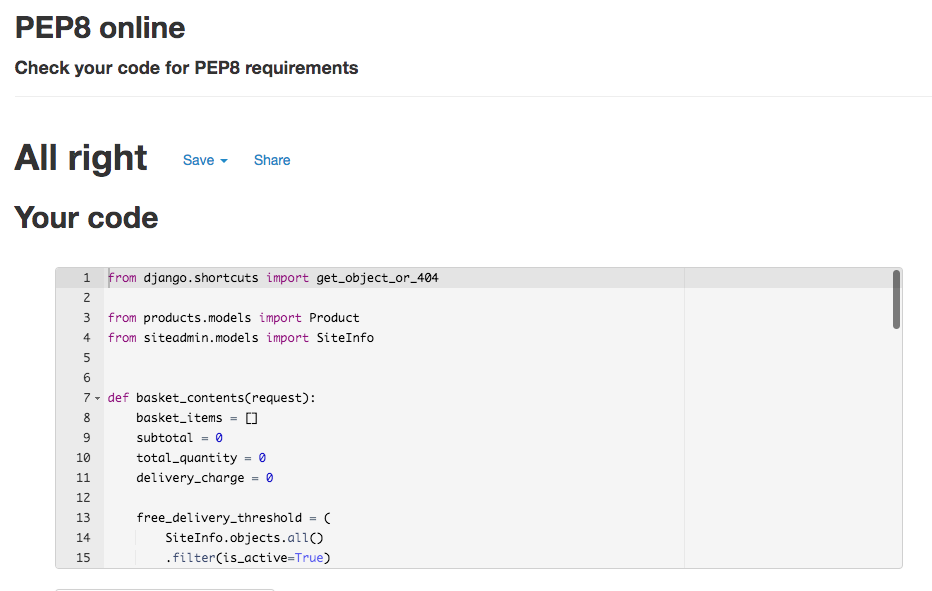 PEP8 online
Check your code for PEP8 requirements
All right Save Share
Your code
1 from django.shortcuts import get_object_or_404
2
3 from products.models import Product
4 from siteadmin.models import SiteInfo
5
6
7 def basket_contents(request):
8     basket_items = []
9     subtotal = 0
10     total_quantity = 0
11     delivery_charge = 0
12
13     free_delivery_threshold = (
14         SiteInfo.objects.all()
15         .filter(is_active=True)